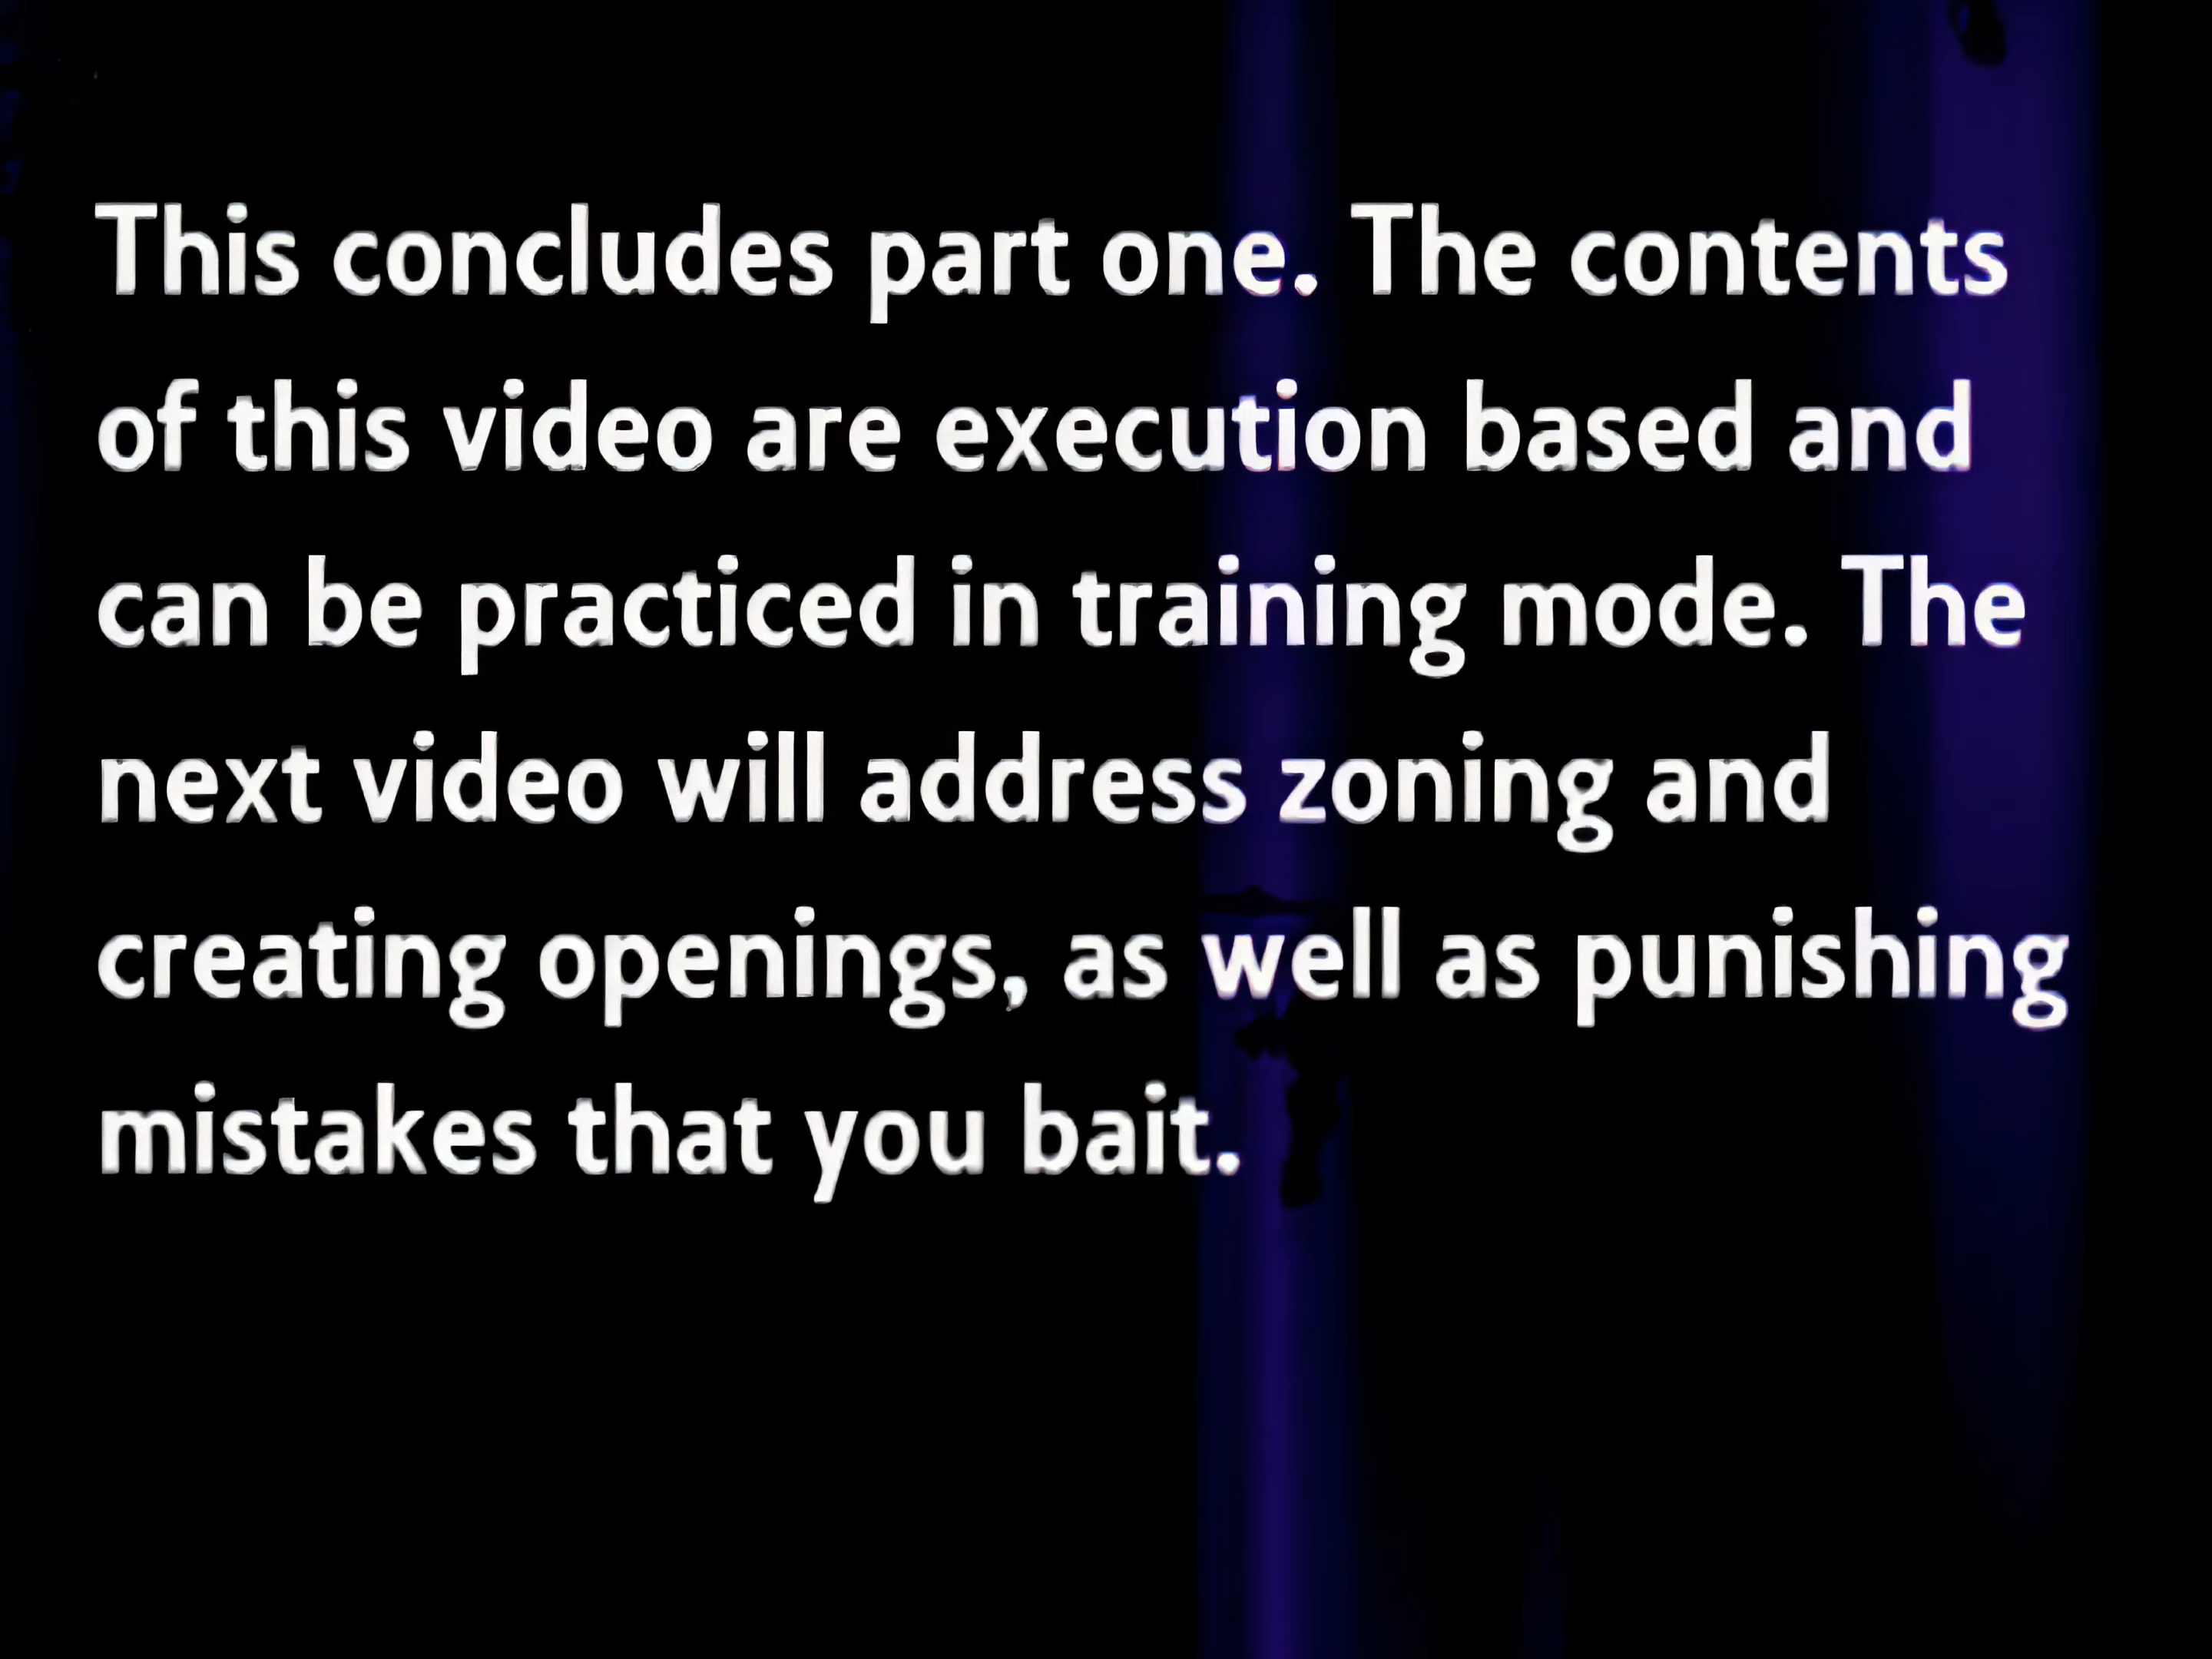 This concludes part one. The contents
of this video are execution based and
can be practiced in training mode. The
next video will address zoning and
creating openings, as well as punishing
mistakes that you bait.